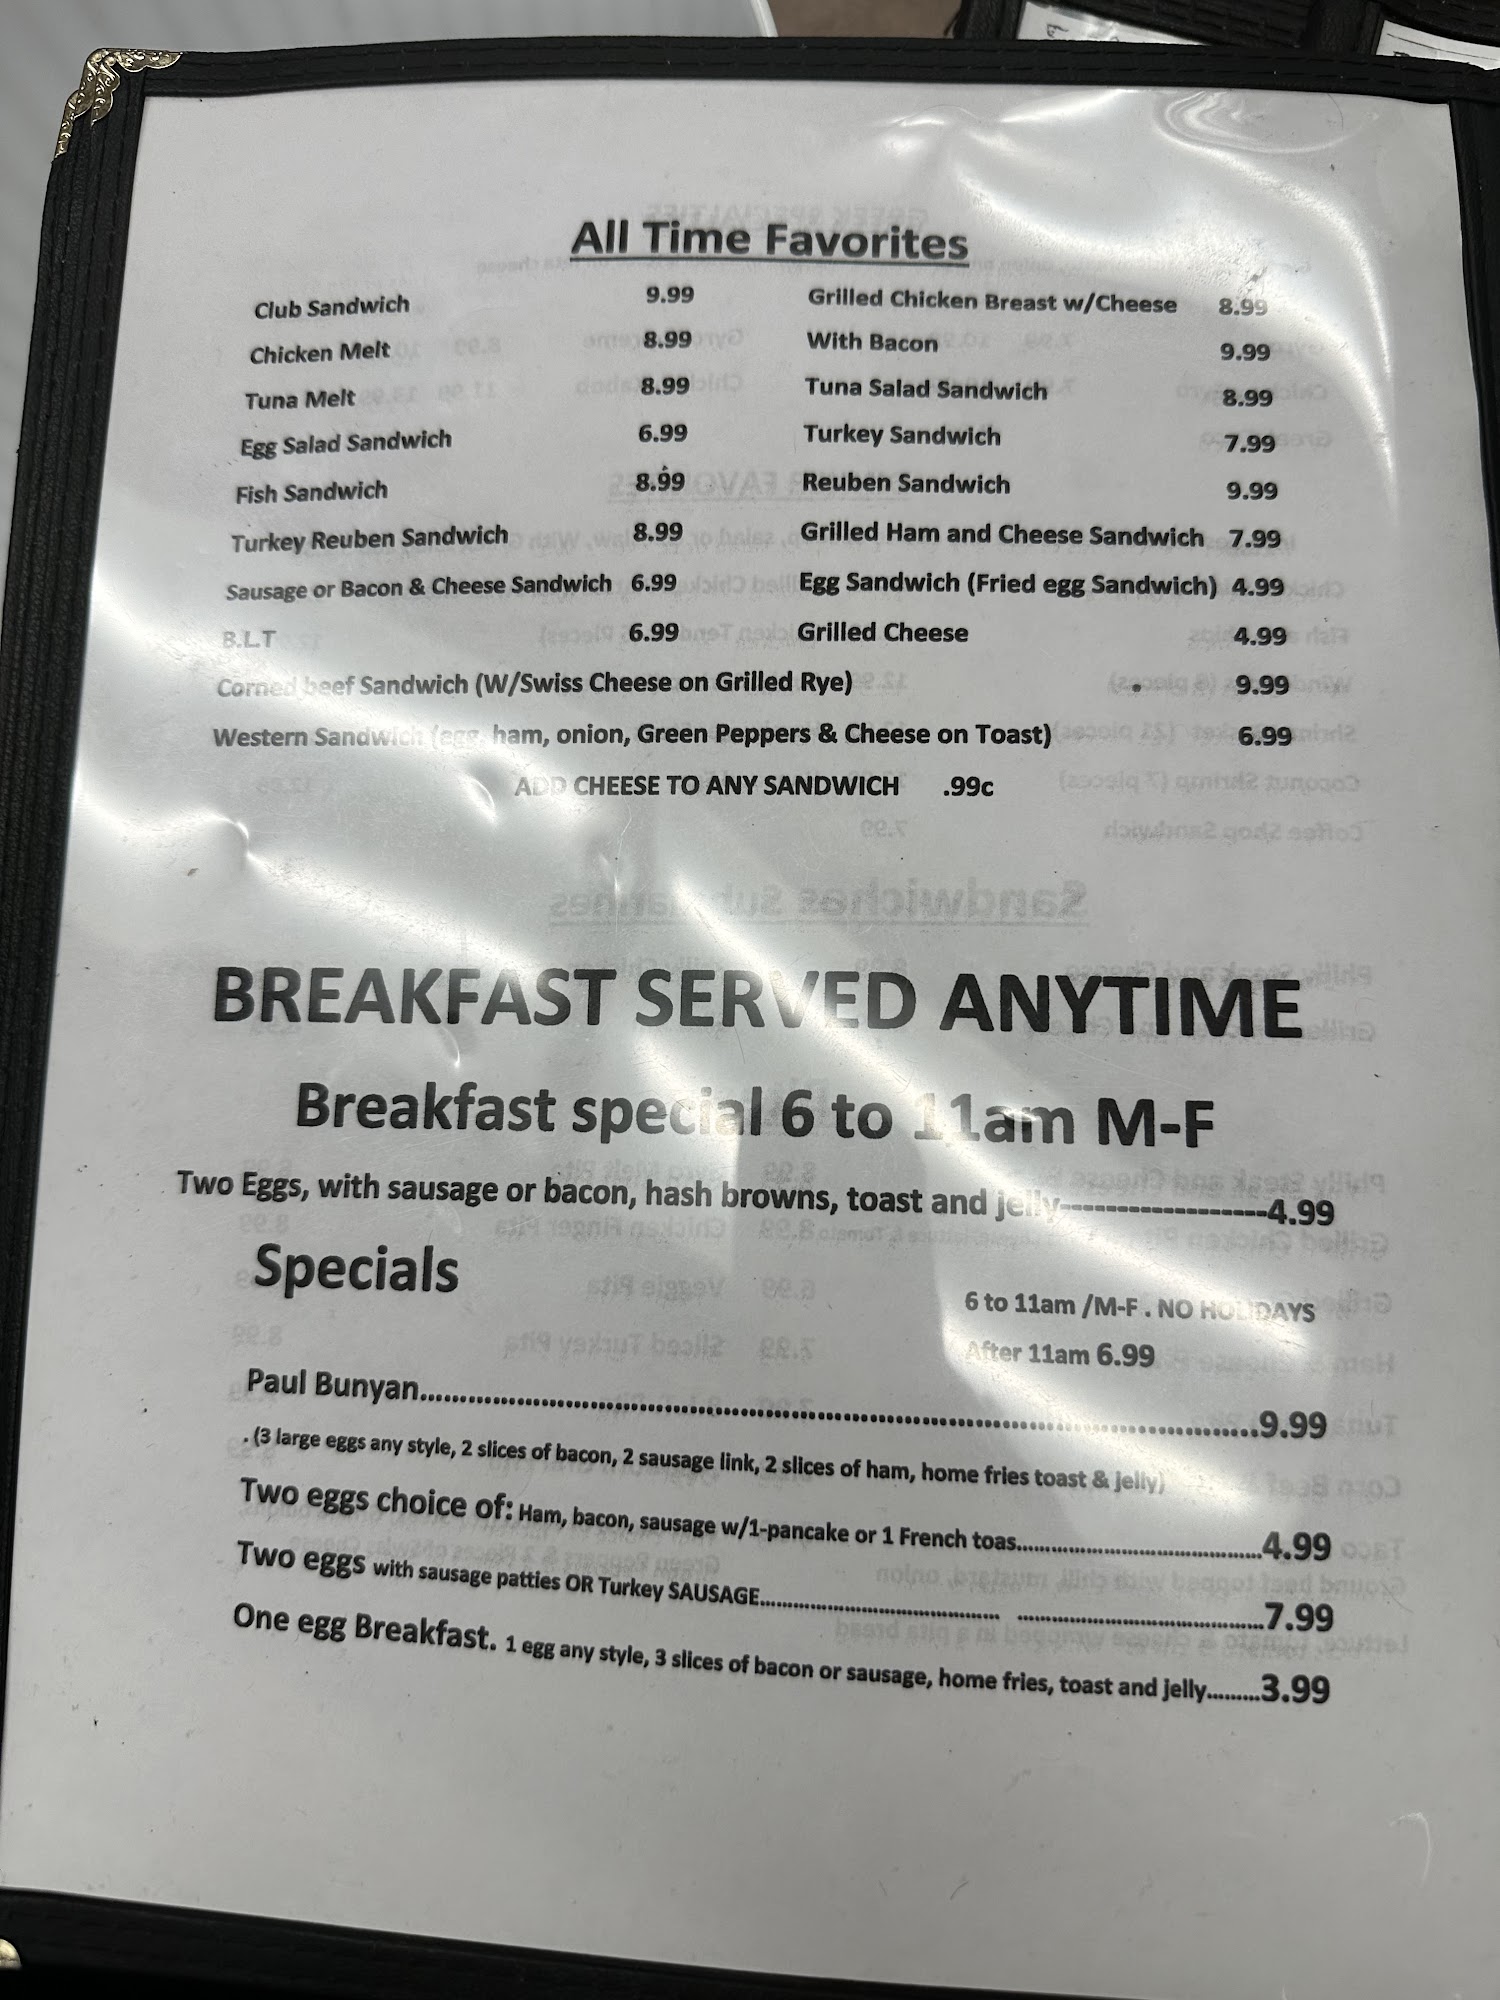 All Time Favorites
Club Sandwich 9.99 Grilled Chicken Breast w/Cheese 8.99
Chicken Melt 8.99 With Bacon 9.99
Tuna Melt 8.99 Tuna Salad Sandwich 8.99
Egg Salad Sandwich 6.99 Turkey Sandwich 7.99
Fish Sandwich 8.99 Reuben Sandwich 9.99
Turkey Reuben Sandwich 8.99 Grilled Ham and Cheese Sandwich 7.99
Sausage or Bacon & Cheese Sandwich 6.99 Egg Sandwich (Fried egg Sandwich) 4.99
B.L.T 6.99 Grilled Cheese 4.99
Corned beef Sandwich (W/Swiss Cheese on Grilled Rye) 9.99
Western Sandwich (egg, ham, onion, Green Peppers & Cheese on Toast) 6.99
ADD CHEESE TO ANY SANDWICH .99c
BREAKFAST SERVED ANYTIME
Breakfast special 6 to 11am M-F
Two Eggs, with sausage or bacon, hash browns, toast and jelly-------------------4.99
Specials
6 to 11am /M-F . NO HOLIDAYS
After 11am 6.99
Paul Bunyan...............................................................................................9.99
. (3 large eggs any style, 2 slices of bacon, 2 sausage link, 2 slices of ham, home fries toast & jelly)
Two eggs choice of: Ham, bacon, sausage w/1-pancake or 1 French toas..........................................4.99
Two eggs with sausage patties OR Turkey SAUSAGE......................................... ..........................................7.99
One egg Breakfast. 1 egg any style, 3 slices of bacon or sausage, home fries, toast and jelly.........3.99